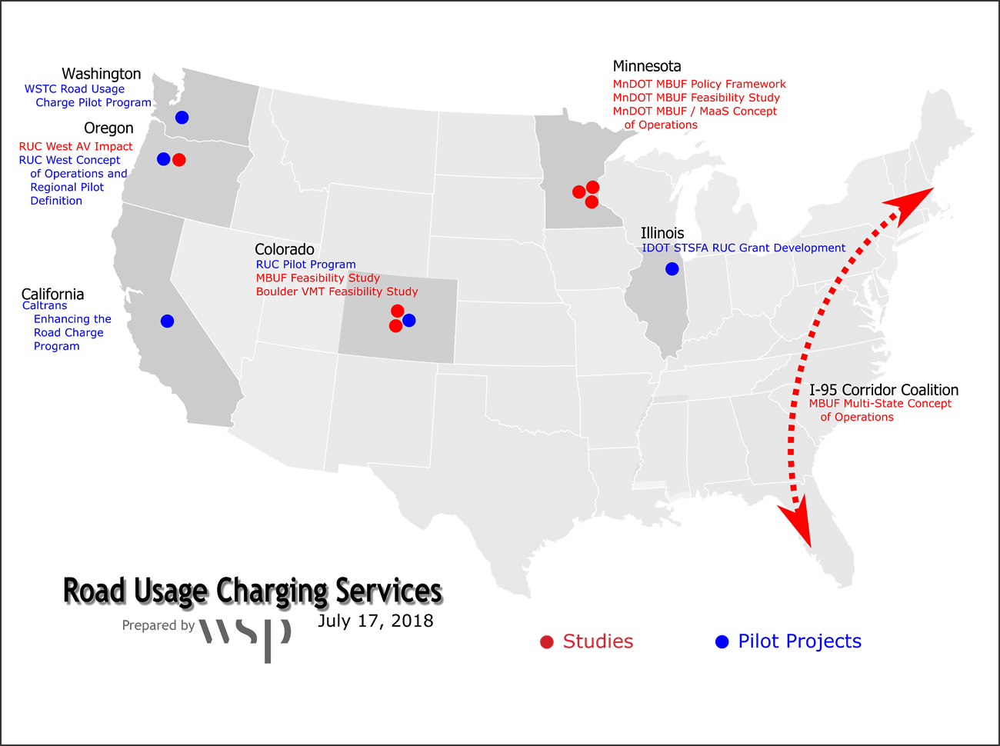 Washington
WSTC Road Usage
Charge Pilot Program
Oregon
RUC West AV Impact
RUC West Concept
of Operations and
Regional Pilot
Definition
California
Caltrans
Enhancing the
Road Charge
Program
Colorado
RUC Pilot Program
MBUF Feasibility Study
Boulder VMT Feasibility Study
Minnesota
MnDOT MBUF Policy Framework
MnDOT MBUF Feasibility Study
MnDOT MBUF / MaaS Concept
of Operations
Illinois
IDOT STSFA RUC Grant Development
I-95 Corridor Coalition
MBUF Multi-State Concept
of Operations
Road Usage Charging Services
Prepared by wsp July 17, 2018
Studies
Pilot Projects